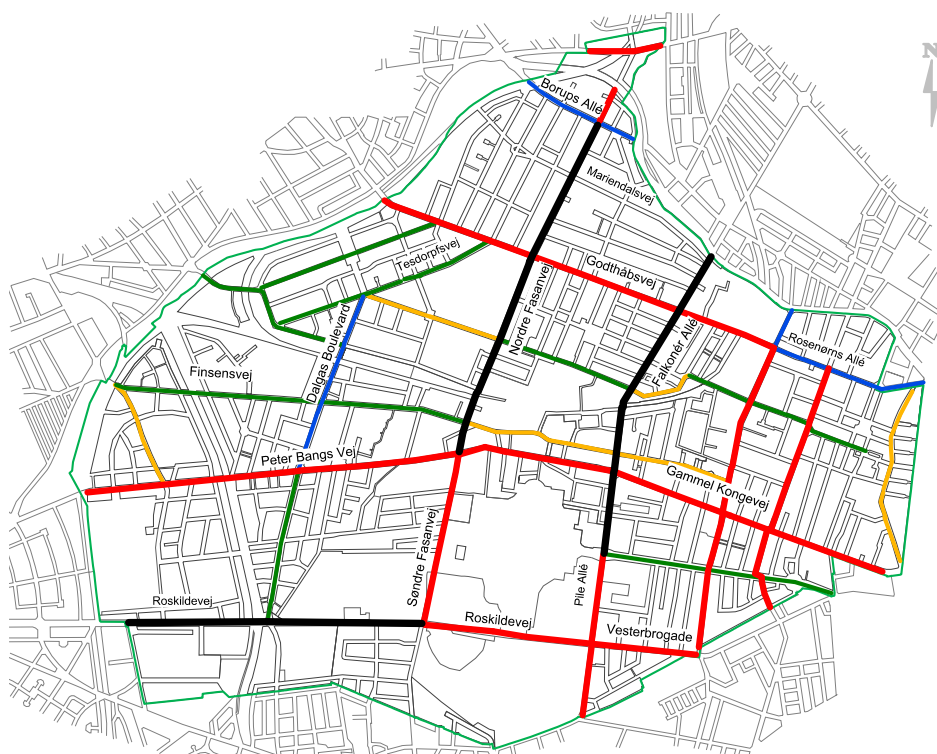 N
Borups Allé
Mariendalsvej
Tesdorpfsvej
Godthåbsvej
Nordre Fasanvej
Falkonér Allé
Rosenørns Allé
Dalgas Boulevard
Finsensvej
Peter Bangs Vej
Gammel Kongevej
Søndre Fasanvej
Pile Allé
Roskildevej
Roskildevej
Vesterbrogade